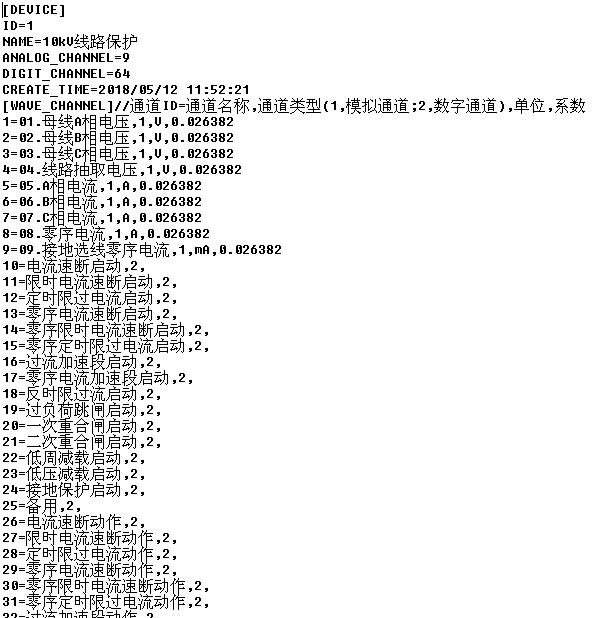 [DEVICE]
ID=1
NAME=10kV线路保护
ANALOG_CHANNEL=9
DIGIT_CHANNEL=64
CREATE_TIME=2018/05/12 11:52:21
[WAVE_CHANNEL]//通道ID=通道名称,通道类型(1,模拟通道;2,数字通道),单位,系数
1=01.母线A相电压,1,V,0.026382
2=02.母线B相电压,1,V,0.026382
3=03.母线C相电压,1,V,0.026382
4=04.线路抽取电压,1,V,0.026382
5=05.A相电流,1,A,0.026382
6=06.B相电流,1,A,0.026382
7=07.C相电流,1,A,0.026382
8=08.零序电流,1,A,0.026382
9=09.接地选线零序电流,1,mA,0.026382
10=电流速断启动,2,
11=限时电流速断启动,2,
12=定时限过电流启动,2,
13=零序电流速断启动,2,
14=零序限时电流速断启动,2,
15=零序定时限过电流启动,2,
16=过流加速段启动,2,
17=零序电流加速段启动,2,
18=反时限过流启动,2,
19=过负荷跳闸启动,2,
20=一次重合闸启动,2,
21=二次重合闸启动,2,
22=低周减载启动,2,
23=低压减载启动,2,
24=接地保护启动,2,
25=备用,2,
26=电流速断动作,2,
27=限时电流速断动作,2,
28=定时限过电流动作,2,
29=零序电流速断动作,2,
30=零序限时电流速断动作,2,
31=零序定时限过电流动作,2,
32=过流加速段动作,2,